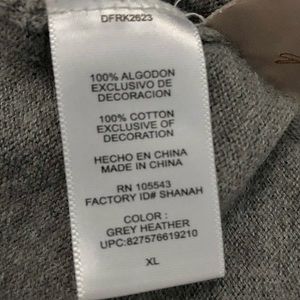 DFRK2623
100% ALGODON
EXCLUSIVO DE
DECORACION
100% COTTON
EXCLUSIVE OF
DECORATION
HECHO EN CHINA
MADE IN CHINA
RN 105543
FACTORY ID# SHANAH
COLOR :
GREY HEATHER
UPC:827576619210
XL